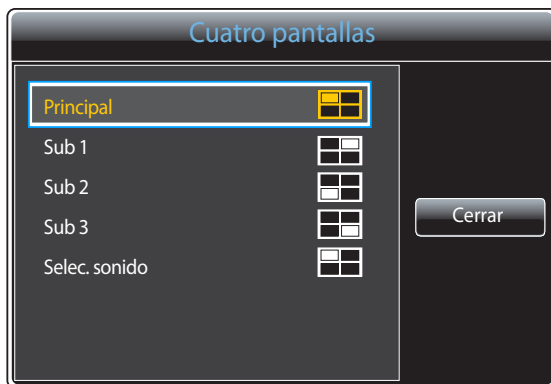 Cuatro pantallas
Principal
Sub 1
Sub 2
Sub 3
Selec. sonido
Cerrar